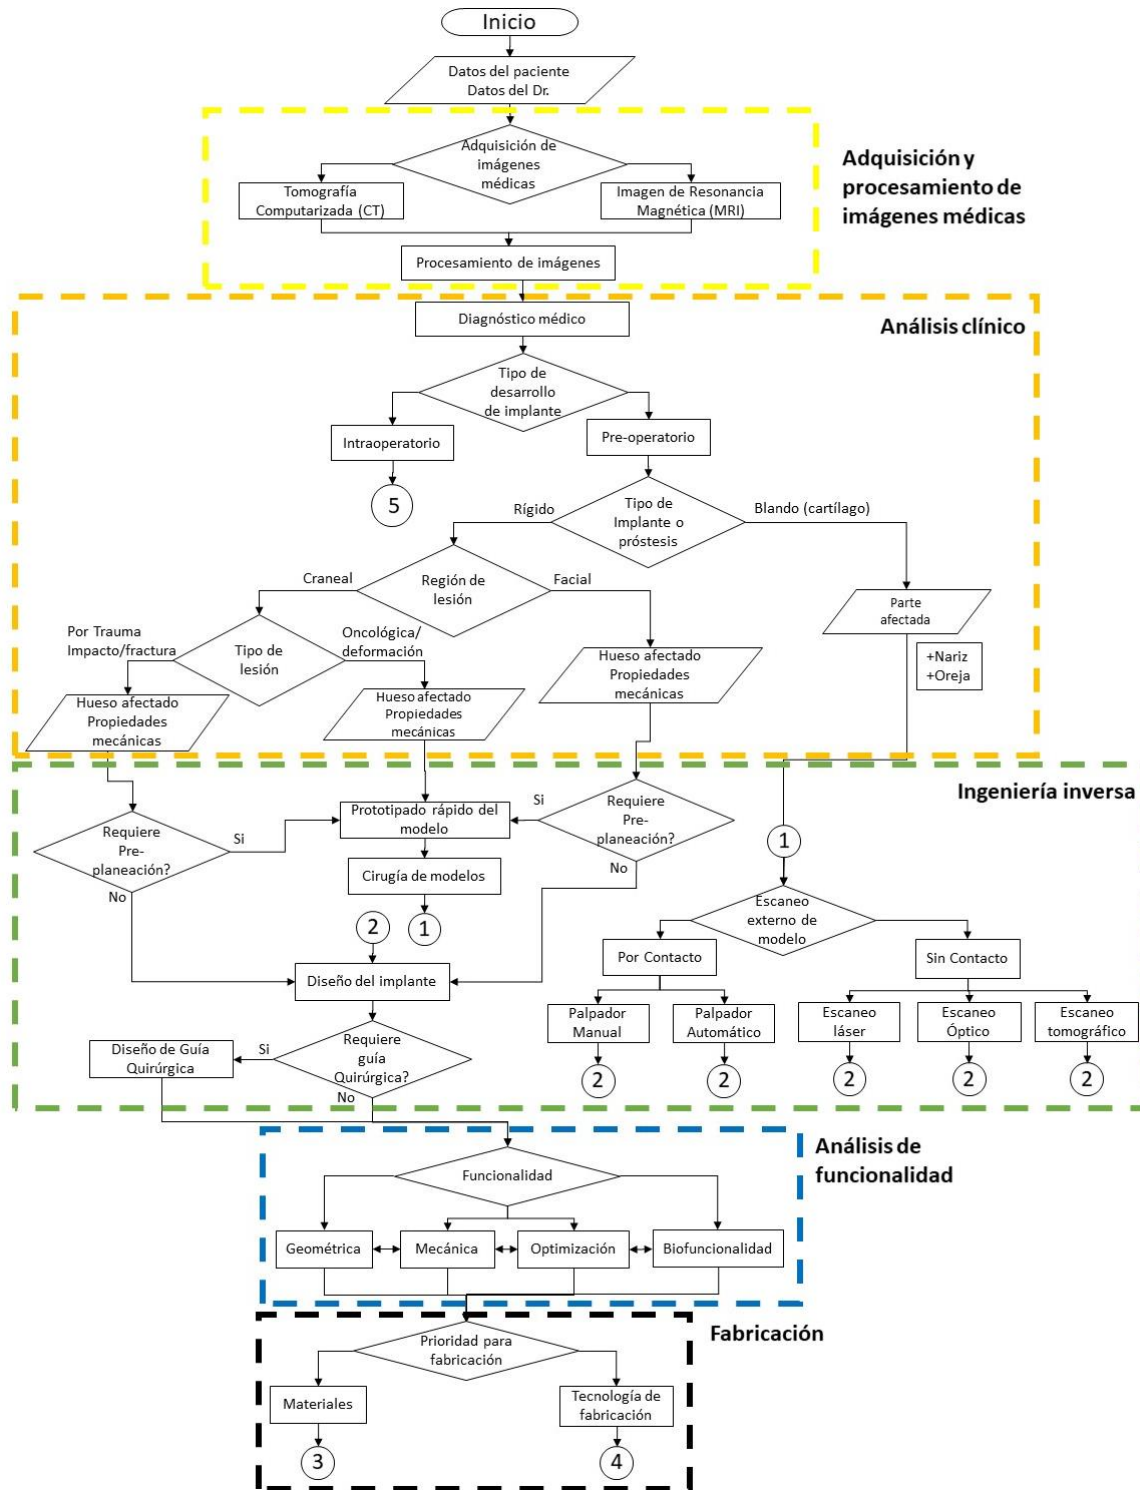 Inicio
Datos del paciente
Datos del Dr.
Adquisición y
procesamiento de
imágenes médicas
Adquisición de
imágenes
médicas
Tomografía
Computarizada (CT)
Imagen de Resonancia
Magnética (MRI)
Procesamiento de imágenes
Análisis clínico
Diagnóstico médico
Tipo de
desarrollo
de implante
Intraoperatorio
Pre-operatorio
5
Tipo de
Implante o
próstesis
Rígido
Blando (cartílago)
Región de
lesión
Craneal
Facial
Parte
afectada
+Nariz
+Oreja
Tipo de
lesión
Por Trauma
Impacto/fractura
Oncológica/
deformación
Hueso afectado
Propiedades
mecánicas
Hueso afectado
Propiedades
mecánicas
Hueso afectado
Propiedades
mecánicas
Ingeniería inversa
Requiere
Pre-
planeación?
Si
No
Prototipado rápido del
modelo
Si
Requiere
Pre-
planeación?
No
Cirugía de modelos
1
2
1
Escaneo
externo de
modelo
Por Contacto
Sin Contacto
Diseño del implante
Palpador
Manual
Palpador
Automático
Escaneo
láser
Escaneo
Óptico
Escaneo
tomográfico
2
2
2
2
2
Requiere
guía
Quirúrgica?
Si
No
Diseño de Guía
Quirúrgica
Análisis de
funcionalidad
Funcionalidad
Geométrica
Mecánica
Optimización
Biofuncionalidad
Fabricación
Prioridad para
fabricación
Materiales
Tecnología de
fabricación
3
4